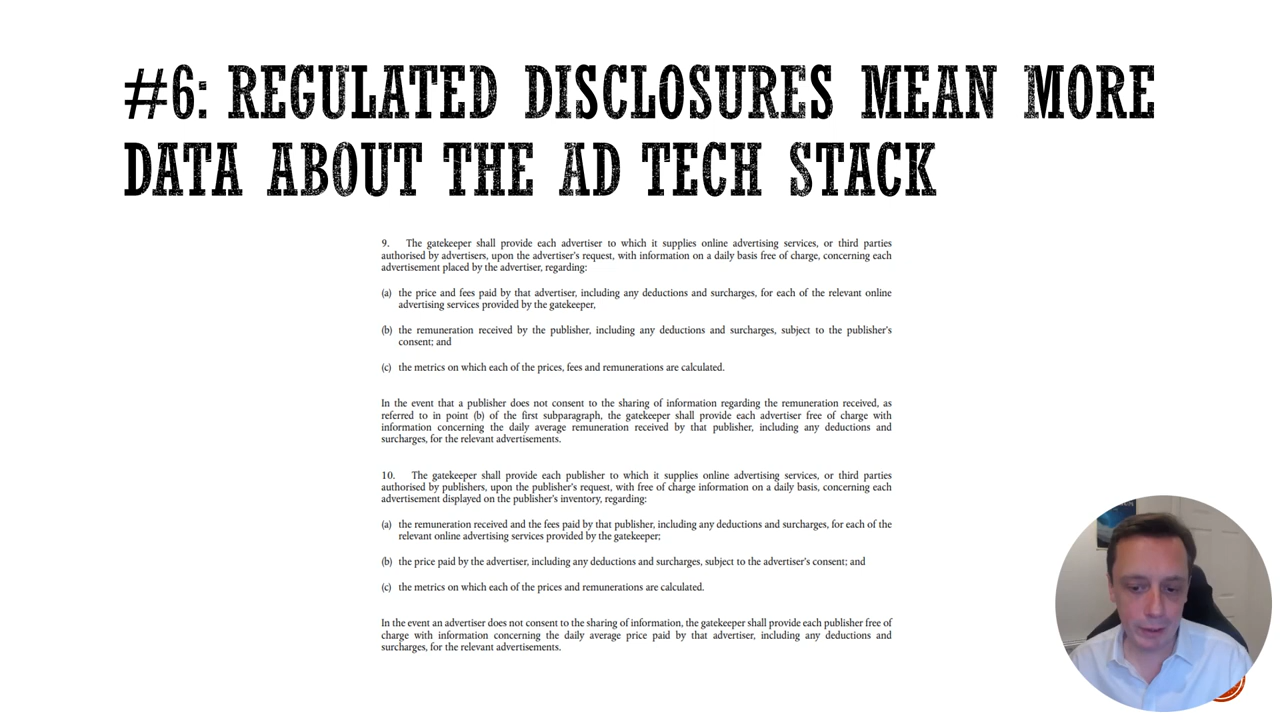 #6: REGULATED DISCLOSURES MEAN MORE
DATA ABOUT THE AD TECH STACK
9. The gatekeeper shall provide each advertiser to which it supplies online advertising services, or third parties
authorised by advertisers, upon the advertiser's request, with information on a daily basis free of charge, concerning each
advertisement placed by the advertiser, regarding:
(a) the price and fees paid by that advertiser, including any deductions and surcharges, for each of the relevant online
advertising services provided by the gatekeeper,
(b) the remuneration received by the publisher, including any deductions and surcharges, subject to the publisher's
consent; and
(c) the metrics on which each of the prices, fees and remunerations are calculated.
In the event that a publisher does not consent to the sharing of information regarding the remuneration received, as
referred to in point (b) of the first subparagraph, the gatekeeper shall provide each advertiser free of charge with
information concerning the daily average remuneration received by that publisher, including any deductions and
surcharges, for the relevant advertisements.
10. The gatekeeper shall provide each publisher to which it supplies online advertising services, or third parties
authorised by publishers, upon the publisher's request, with free of charge information on a daily basis, concerning each
advertisement displayed on the publisher's inventory, regarding:
(a) the remuneration received and the fees paid by that publisher, including any deductions and surcharges, for each of the
relevant online advertising services provided by the gatekeeper;
(b) the price paid by the advertiser, including any deductions and surcharges, subject to the advertiser's consent; and
(c) the metrics on which each of the prices and remunerations are calculated.
In the event an advertiser does not consent to the sharing of information, the gatekeeper shall provide each publisher free of
charge with information concerning the daily average price paid by that advertiser, including any deductions and
surcharges, for the relevant advertisements.